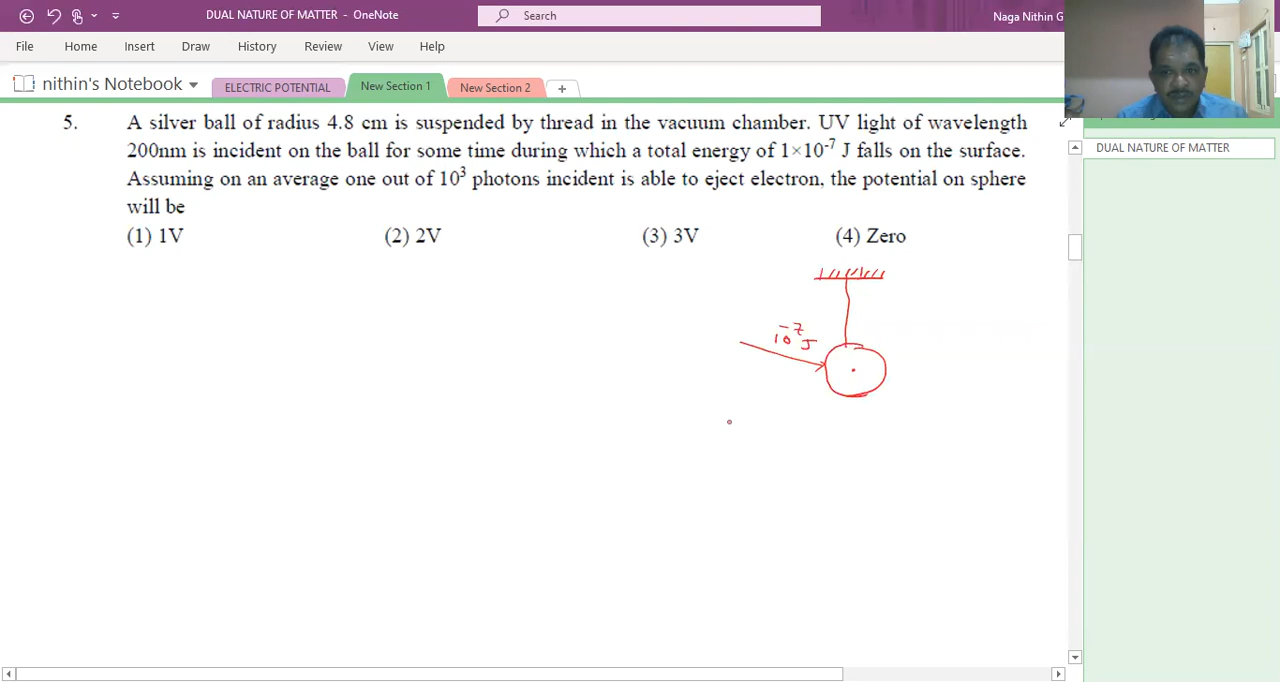 DUAL NATURE OF MATTER - OneNote
Search
Naga Nithin G
File Home Insert Draw History Review View Help
nithin's Notebook ELECTRIC POTENTIAL New Section 1 New Section 2 +
DUAL NATURE OF MATTER
5. A silver ball of radius 4.8 cm is suspended by thread in the vacuum chamber. UV light of wavelength
200nm is incident on the ball for some time during which a total energy of 1×10⁻⁷ J falls on the surface.
Assuming on an average one out of 10³ photons incident is able to eject electron, the potential on sphere
will be
(1) 1V (2) 2V (3) 3V (4) Zero
10⁻⁷ J